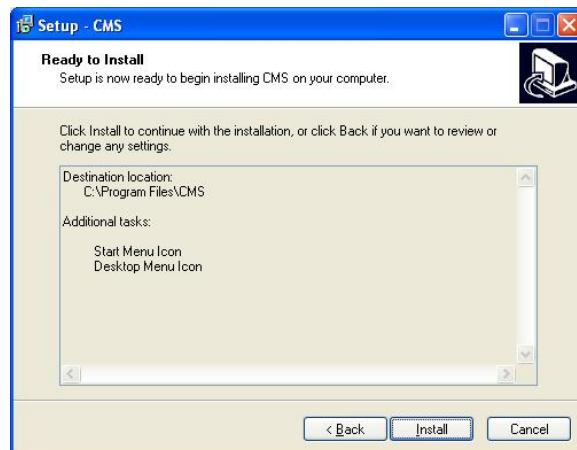 Setup - CMS
Ready to Install
Setup is now ready to begin installing CMS on your computer.
Click Install to continue with the installation, or click Back if you want to review or
change any settings.
Destination location:
C:\Program Files\CMS
Additional tasks:
Start Menu Icon
Desktop Menu Icon
< Back
Install
Cancel